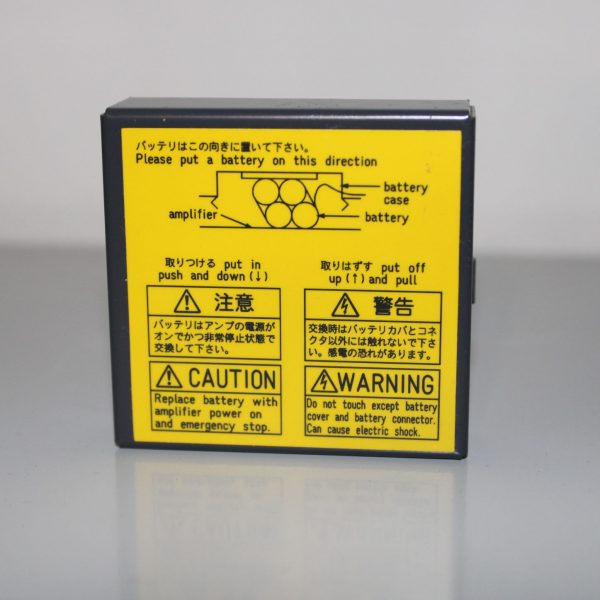 バッテリはこの向きに置いて下さい。
Please put a battery on this direction
battery
case
amplifier
battery
取りつける put in
push and down(↓)
取りはずす put off
up(↑) and pull
注意
バッテリはアンプの電源が
オンでかつ非常停止状態で
交換して下さい。
警告
交換時はバッテリカバとコネ
クタ以外には触れないで下さ
い。感電の恐れがあります。
CAUTION
Replace battery with
amplifier power on
and emergency stop.
WARNING
Do not touch except battery
cover and battery connector.
Can cause electric shock.